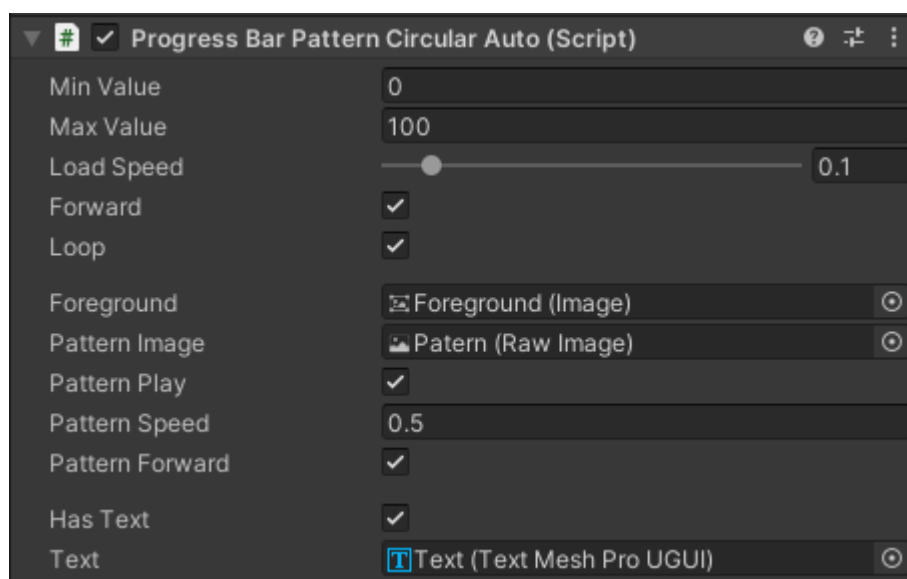 Progress Bar Pattern Circular Auto (Script)
Min Value 0
Max Value 100
Load Speed 0.1
Forward
Loop
Foreground Foreground (Image)
Pattern Image Patern (Raw Image)
Pattern Play
Pattern Speed 0.5
Pattern Forward
Has Text
Text Text (Text Mesh Pro UGUI)